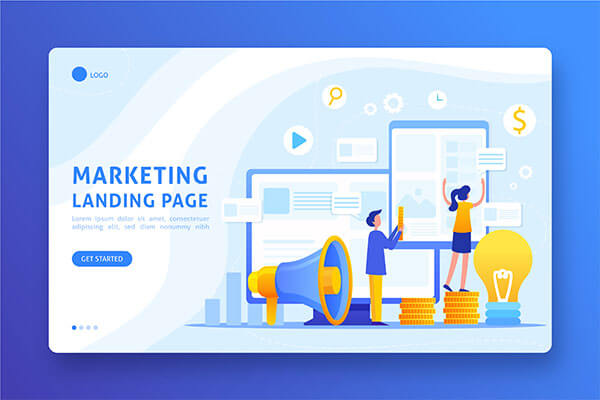 LOGO
MARKETING
LANDING PAGE
Lorem ipsum dolor sit amet, consectetuer
adipiscing elit, sed diam nonummy nibh
GET STARTED